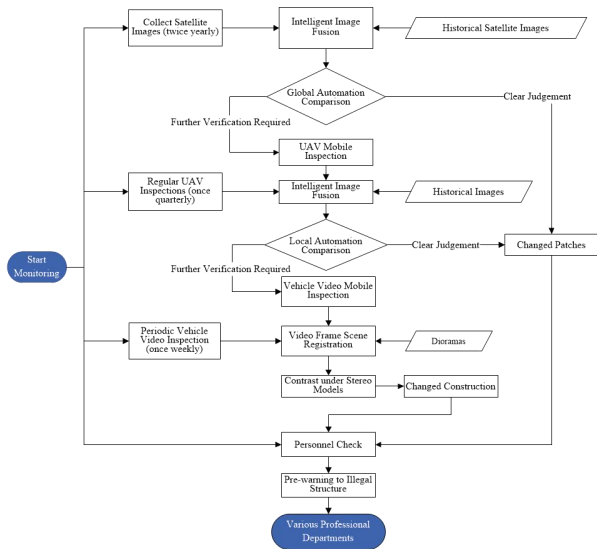 Collect Satellite
Images (twice yearly)
Intelligent Image
Fusion
Historical Satellite Images
Global Automation
Comparison
Clear Judgement
Further Verification Required
UAV Mobile
Inspection
Regular UAV
Inspections (once
quarterly)
Intelligent Image
Fusion
Historical Images
Local Automation
Comparison
Clear Judgement
Changed Patches
Start
Monitoring
Further Verification Required
Vehicle Video Mobile
Inspection
Periodic Vehicle
Video Inspection
(once weekly)
Video Frame Scene
Registration
Dioramas
Contrast under Stereo
Models
Changed Construction
Personnel Check
Pre-warning to Illegal
Structure
Various Professional
Departments